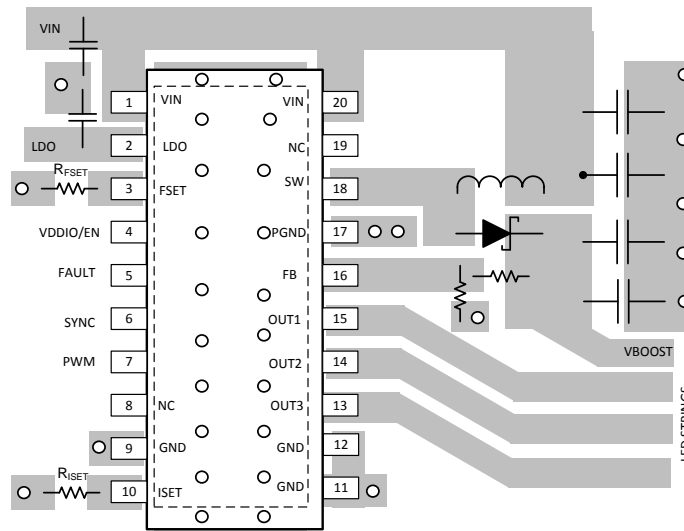 VIN
1
VIN
VIN
20
LDO
2
LDO
NC
19
RFSET
3
FSET
SW
18
VDDIO/EN
4
PGND
17
FAULT
5
FB
16
SYNC
6
OUT1
15
PWM
7
OUT2
14
VBOOST
8
NC
OUT3
13
9
GND
GND
12
RISET
10
ISET
GND
11
LED STRINGS